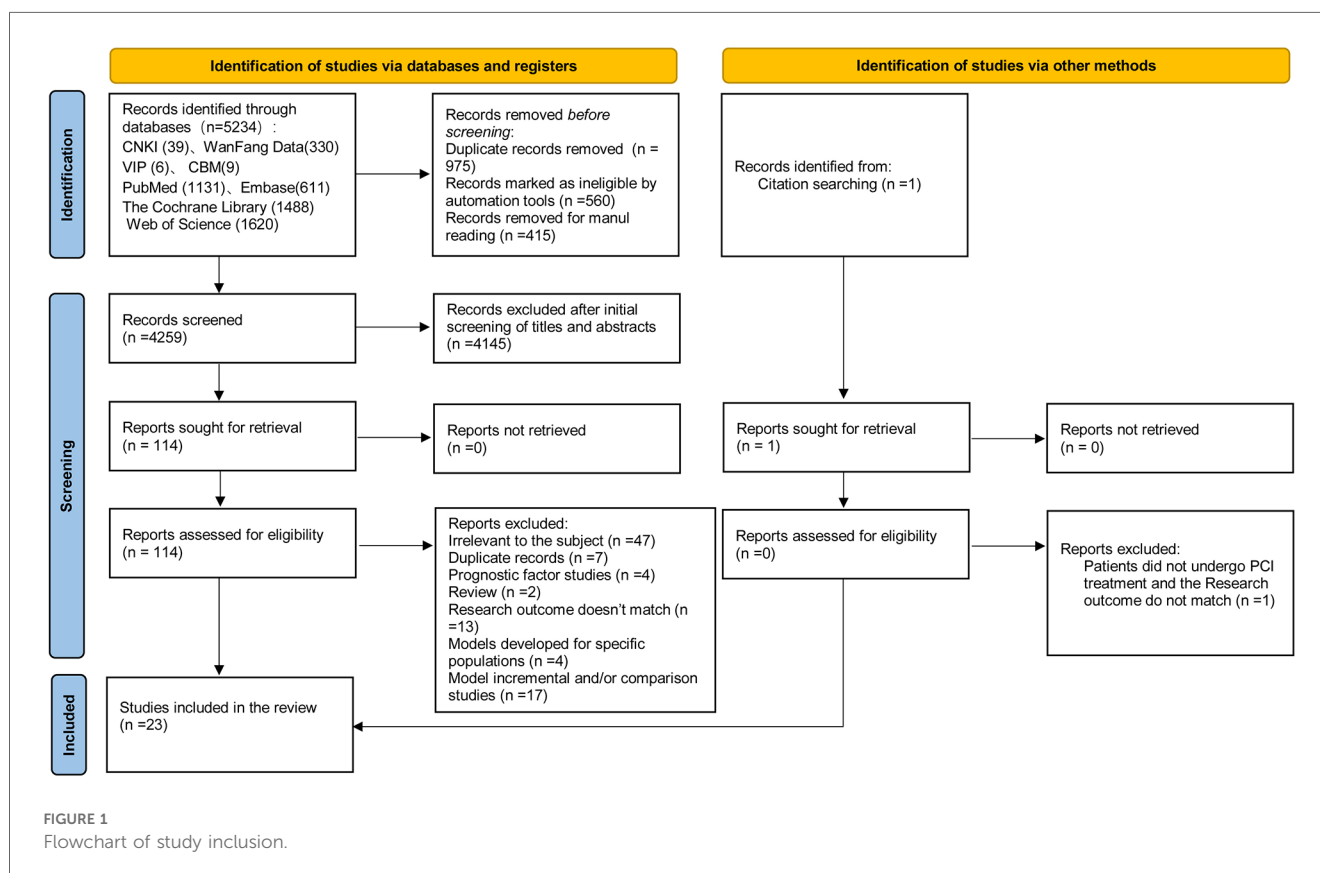 Identification of studies via databases and registers
Identification of studies via other methods
Identification
Records identified through
databases（n=5234）:
CNKI (39)、WanFang Data(330)
VIP (6)、 CBM(9)
PubMed (1131)、Embase(611)
The Cochrane Library (1488)
Web of Science (1620)
Records removed before
screening:
Duplicate records removed (n =
975)
Records marked as ineligible by
automation tools (n =560)
Records removed for manul
reading (n =415)
Records identified from:
Citation searching (n =1)
Screening
Records screened
(n =4259)
Records excluded after initial
screening of titles and abstracts
(n =4145)
Reports sought for retrieval
(n = 114)
Reports not retrieved
(n =0)
Reports sought for retrieval
(n = 1)
Reports not retrieved
(n = 0)
Reports assessed for eligibility
(n = 114)
Reports excluded:
Irrelevant to the subject (n =47)
Duplicate records (n =7)
Prognostic factor studies (n =4)
Review (n =2)
Research outcome doesn't match (n
=13)
Models developed for specific
populations (n =4)
Model incremental and/or comparison
studies (n =17)
Reports assessed for eligibility
(n =0)
Reports excluded:
Patients did not undergo PCI
treatment and the Research
outcome do not match (n =1)
Included
Studies included in the review
(n =23)
FIGURE 1
Flowchart of study inclusion.